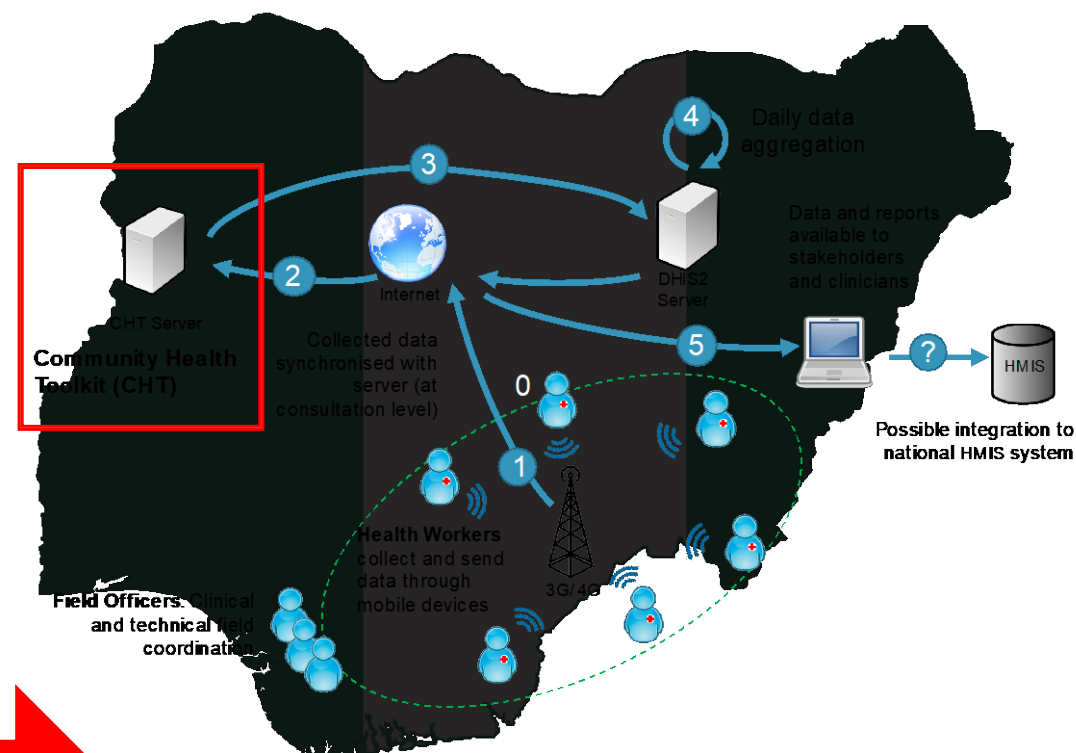 4
Daily data
aggregation
3
Data and reports
available to
stakeholders
and clinicians
2
Internet
DHIS2
Server
CHT Server
Community Health
Toolkit (CHT)
Collected data
synchronised with
server (at
consultation level)
5
?
HMIS
0
Possible integration to
national HMIS system
1
Health Workers
collect and send
data through
mobile devices
3G/4G
Field Officers: Clinical
and technical field
coordination